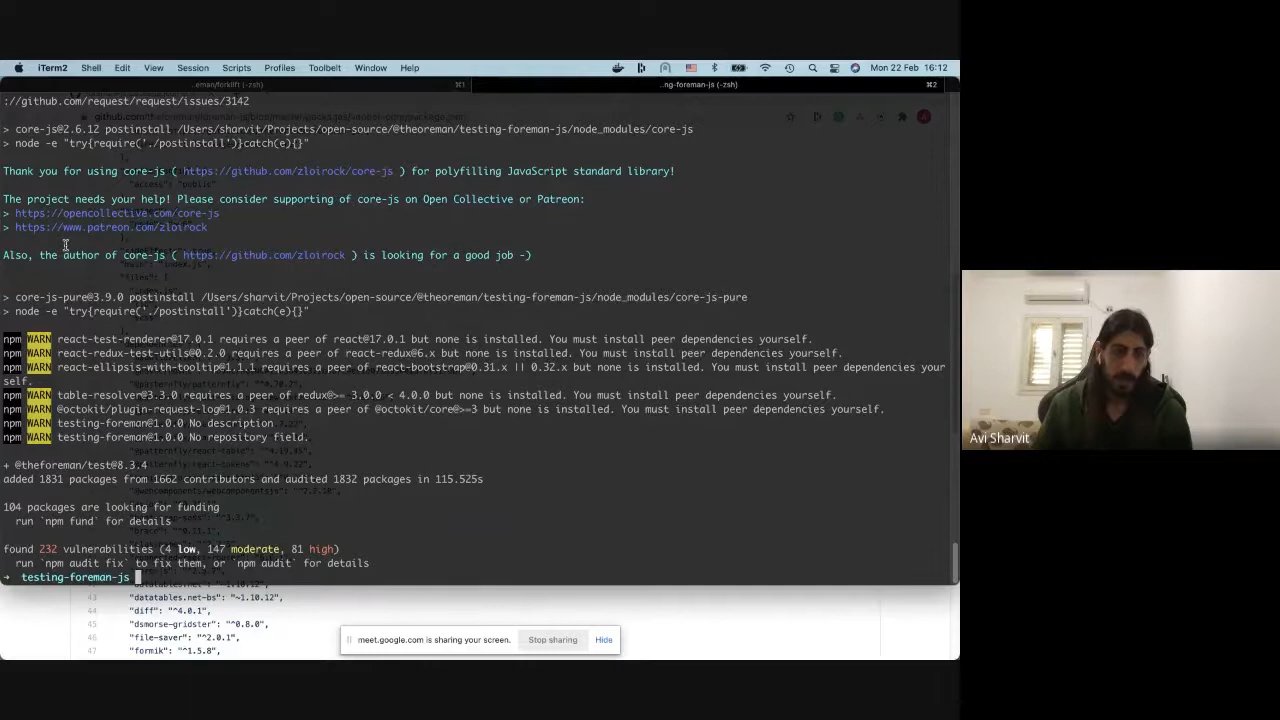 iTerm2 Shell Edit View Session Scripts Profiles Toolbelt Window Help Mon 22 Feb 16:12
..eman/forklift (-zsh) ⌘1 ..ng-foreman-js (-zsh) ⌘2
://github.com/request/request/issues/3142
> core-js@2.6.12 postinstall /Users/sharvit/Projects/open-source/@theoreman/testing-foreman-js/node_modules/core-js
> node -e "try{require('./postinstall')}catch(e){}"
Thank you for using core-js ( https://github.com/zloirock/core-js ) for polyfilling JavaScript standard library!
The project needs your help! Please consider supporting of core-js on Open Collective or Patreon:
> https://opencollective.com/core-js
> https://www.patreon.com/zloirock
Also, the author of core-js ( https://github.com/zloirock ) is looking for a good job -)
> core-js-pure@3.9.0 postinstall /Users/sharvit/Projects/open-source/@theoreman/testing-foreman-js/node_modules/core-js-pure
> node -e "try{require('./postinstall')}catch(e){}"
npm WARN react-test-renderer@17.0.1 requires a peer of react@17.0.1 but none is installed. You must install peer dependencies yourself.
npm WARN react-redux-test-utils@0.2.0 requires a peer of react-redux@6.x but none is installed. You must install peer dependencies yourself.
npm WARN react-ellipsis-with-tooltip@1.1.1 requires a peer of react-bootstrap@0.31.x || 0.32.x but none is installed. You must install peer dependencies your
self.
npm WARN table-resolver@3.3.0 requires a peer of redux@>= 3.0.0 < 4.0.0 but none is installed. You must install peer dependencies yourself.
npm WARN @octokit/plugin-request-log@1.0.3 requires a peer of @octokit/core@>=3 but none is installed. You must install peer dependencies yourself.
npm WARN testing-foreman@1.0.0 No description
npm WARN testing-foreman@1.0.0 No repository field.
+ @theforeman/test@8.3.4
added 1831 packages from 1662 contributors and audited 1832 packages in 115.525s
104 packages are looking for funding
run `npm fund` for details
found 232 vulnerabilities (4 low, 147 moderate, 81 high)
run `npm audit fix` to fix them, or `npm audit` for details
→ testing-foreman-js
43 "datatables.net-bs": "~1.10.12",
44 "diff": "^4.0.1",
45 "dsmorse-gridster": "^0.8.0",
46 "file-saver": "^2.0.1",
47 "formik": "^1.5.8",
meet.google.com is sharing your screen. Stop sharing Hide
Avi Sharvit